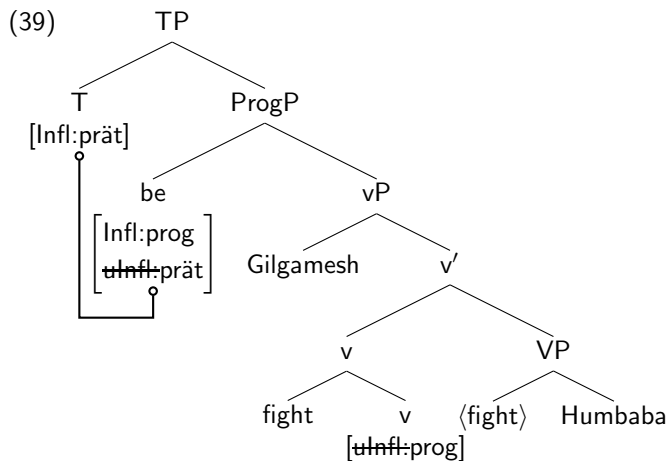 (39) TP
T ProgP
[Infl:prät]
be vP
Infl:prog
uInfl:prät
Gilgamesh v′
v VP
fight v ⟨fight⟩ Humbaba
[uInfl:prog]